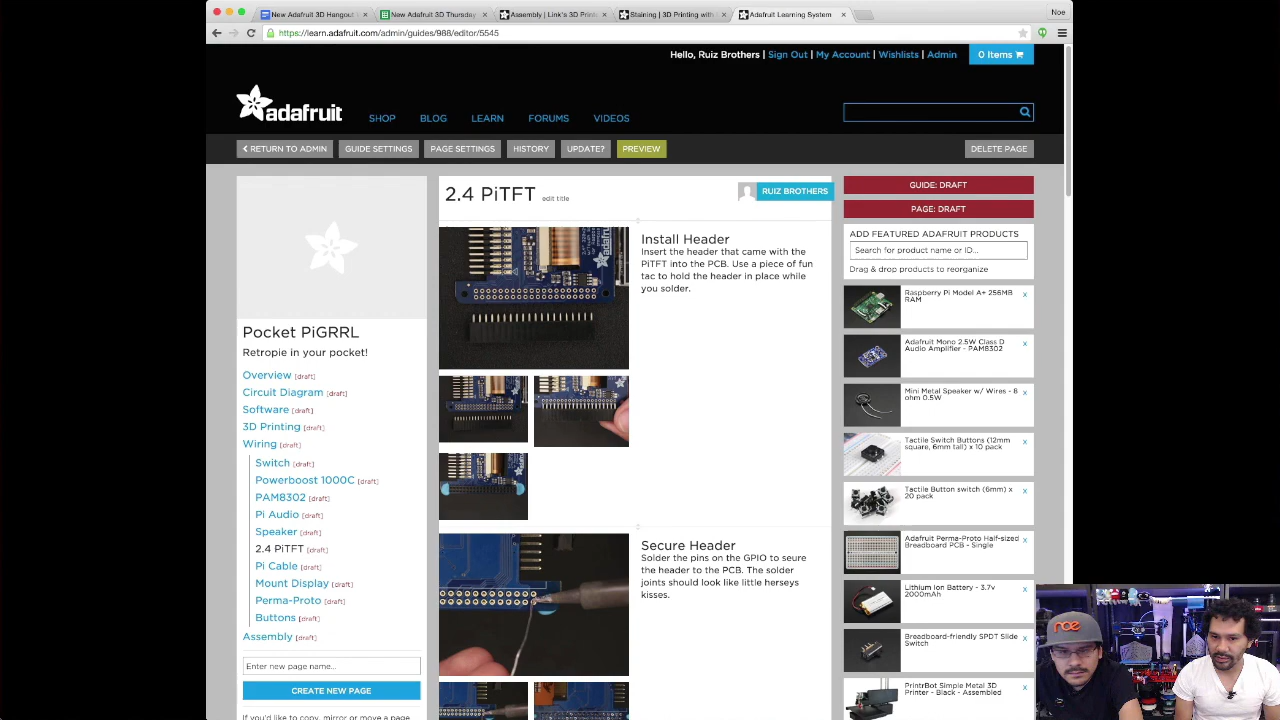 New Adafruit 3D Hangout
New Adafruit 3D Thursday
Assembly | Link's 3D Printe
Staining | 3D Printing with
Adafruit Learning System
Noe
https://learn.adafruit.com/admin/guides/988/editor/5545
Hello, Ruiz Brothers | Sign Out | My Account | Wishlists | Admin
0 Items
adafruit
SHOP
BLOG
LEARN
FORUMS
VIDEOS
RETURN TO ADMIN
GUIDE SETTINGS
PAGE SETTINGS
HISTORY
UPDATE?
PREVIEW
DELETE PAGE
Pocket PiGRRL
Retropie in your pocket!
Overview [draft]
Circuit Diagram [draft]
Software [draft]
3D Printing [draft]
Wiring [draft]
Switch [draft]
Powerboost 1000C [draft]
PAM8302 [draft]
Pi Audio [draft]
Speaker [draft]
2.4 PiTFT [draft]
Pi Cable [draft]
Mount Display [draft]
Perma-Proto [draft]
Buttons [draft]
Assembly [draft]
Enter new page name...
CREATE NEW PAGE
If you'd like to copy, mirror or move a page
2.4 PiTFT edit title
RUIZ BROTHERS
Install Header
Insert the header that came with the
PiTFT into the PCB. Use a piece of fun
tac to hold the header in place while
you solder.
Secure Header
Solder the pins on the GPIO to seure
the header to the PCB. The solder
joints should look like little herseys
kisses.
GUIDE: DRAFT
PAGE: DRAFT
ADD FEATURED ADAFRUIT PRODUCTS
Search for product name or ID...
Drag & drop products to reorganize
Raspberry Pi Model A+ 256MB
RAM
x
Adafruit Mono 2.5W Class D
Audio Amplifier - PAM8302
x
Mini Metal Speaker w/ Wires - 8
ohm 0.5W
x
Tactile Switch Buttons (12mm
square, 6mm tall) x 10 pack
x
Tactile Button switch (6mm) x
20 pack
x
Adafruit Perma-Proto Half-sized
Breadboard PCB - Single
x
Lithium Ion Battery - 3.7v
2000mAh
x
Breadboard-friendly SPDT Slide
Switch
x
PrintrBot Simple Metal 3D
Printer - Black - Assembled
x
noe